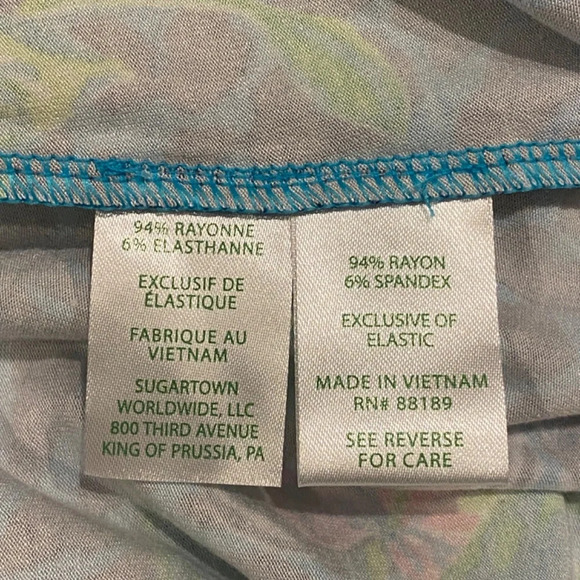 94% RAYONNE
6% ELASTHANNE
EXCLUSIF DE
ÉLASTIQUE
FABRIQUE AU
VIETNAM
SUGARTOWN
WORLDWIDE, LLC
800 THIRD AVENUE
KING OF PRUSSIA, PA
94% RAYON
6% SPANDEX
EXCLUSIVE OF
ELASTIC
MADE IN VIETNAM
RN# 88189
SEE REVERSE
FOR CARE